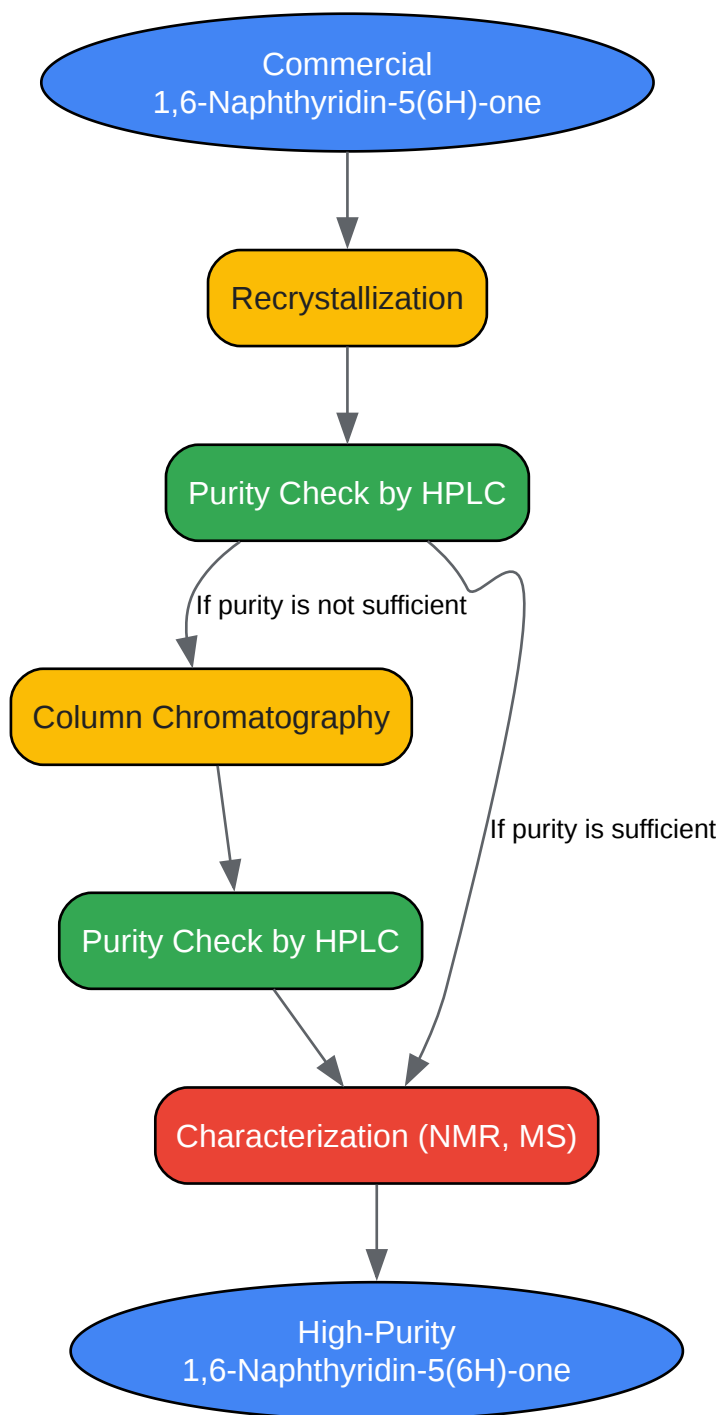 Commercial
1,6-Naphthyridin-5(6H)-one
Recrystallization
Purity Check by HPLC
If purity is not sufficient
Column Chromatography
If purity is sufficient
Purity Check by HPLC
Characterization (NMR, MS)
High-Purity
1,6-Naphthyridin-5(6H)-one